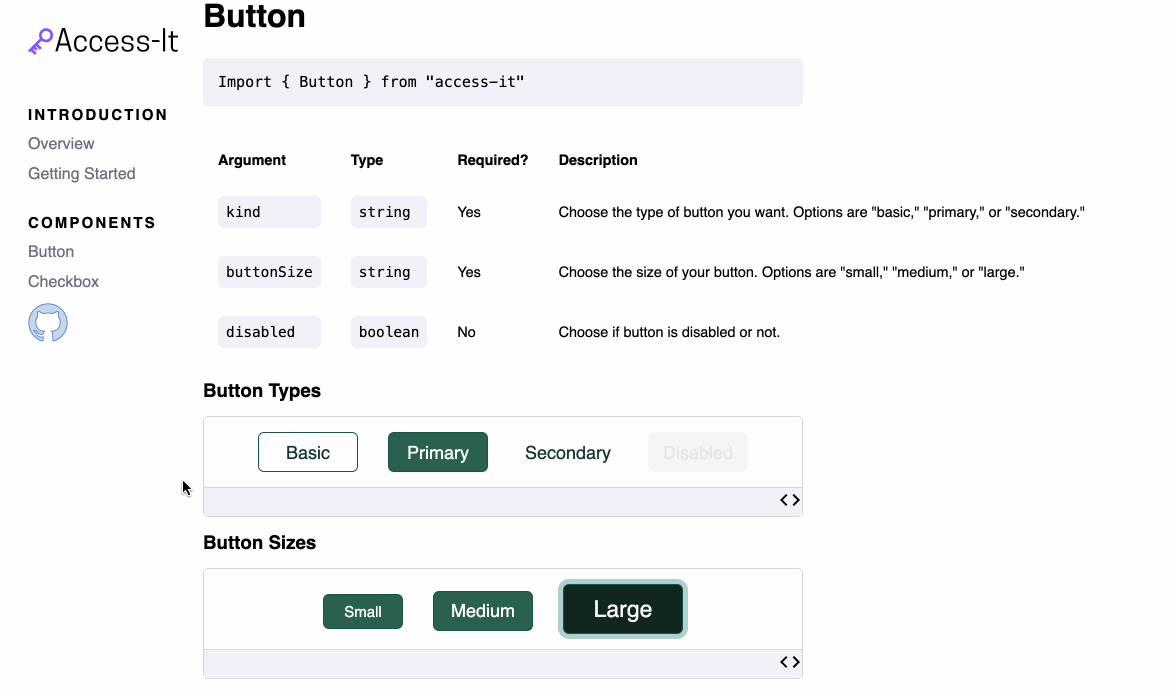 Access-It
INTRODUCTION
Overview
Getting Started
COMPONENTS
Button
Checkbox
Button
Import { Button } from "access-it"
Argument Type Required? Description
kind string Yes Choose the type of button you want. Options are "basic," "primary," or "secondary."
buttonSize string Yes Choose the size of your button. Options are "small," "medium," or "large."
disabled boolean No Choose if button is disabled or not.
Button Types
Basic Primary Secondary Disabled
<>
Button Sizes
Small Medium Large
<>